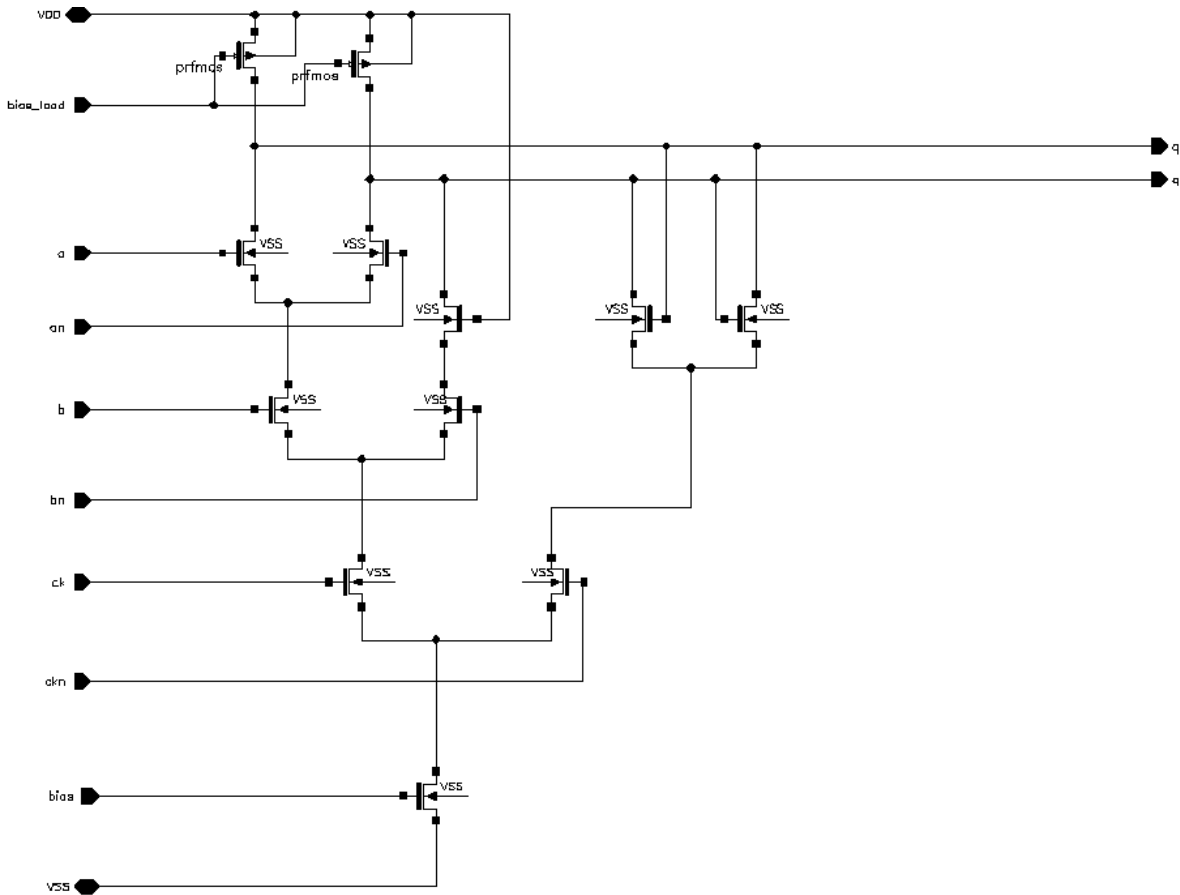 VDD
prfmos
prfmos
bias_load
q
q
a
VSS
VSS
an
VSS
VSS
VSS
b
VSS
VSS
bn
ck
VSS
VSS
ckn
bias
VSS
VSS